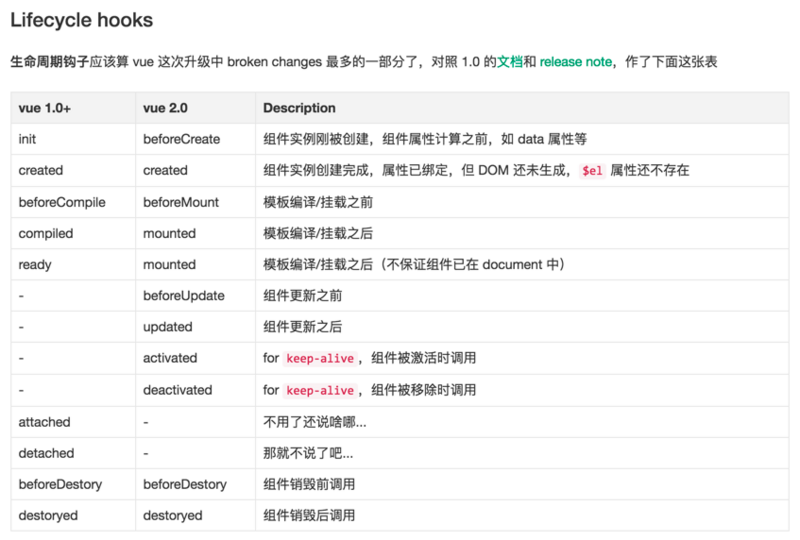 Lifecycle hooks
生命周期钩子应该算 vue 这次升级中 broken changes 最多的一部分了，对照 1.0 的文档和 release note，作了下面这张表
vue 1.0+ vue 2.0 Description
init beforeCreate 组件实例刚被创建，组件属性计算之前，如 data 属性等
created created 组件实例创建完成，属性已绑定，但 DOM 还未生成，$el 属性还不存在
beforeCompile beforeMount 模板编译/挂载之前
compiled mounted 模板编译/挂载之后
ready mounted 模板编译/挂载之后（不保证组件已在 document 中）
- beforeUpdate 组件更新之前
- updated 组件更新之后
- activated for keep-alive，组件被激活时调用
- deactivated for keep-alive，组件被移除时调用
attached - 不用了还说啥哪...
detached - 那就不说了吧...
beforeDestory beforeDestory 组件销毁前调用
destoryed destoryed 组件销毁后调用